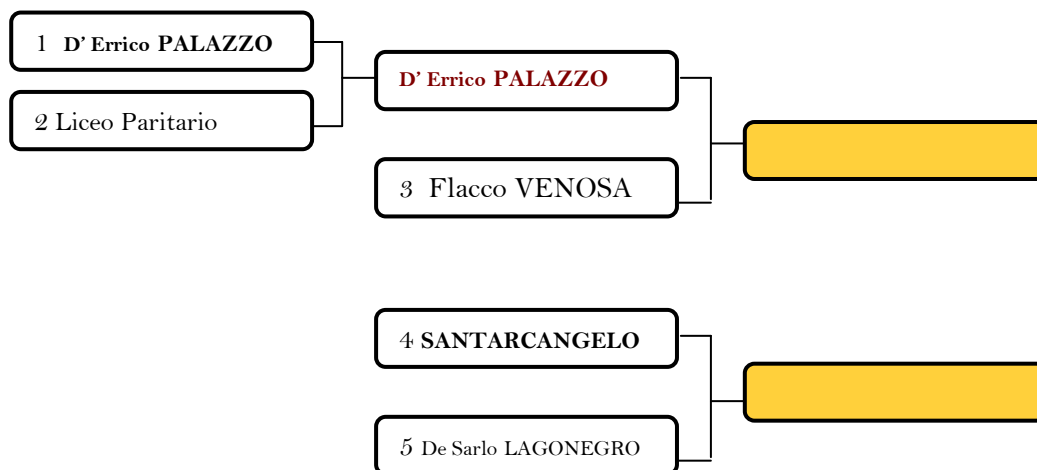 1 D' Errico PALAZZO
2 Liceo Paritario
D' Errico PALAZZO
3 Flacco VENOSA
4 SANTARCANGELO
5 De Sarlo LAGONEGRO